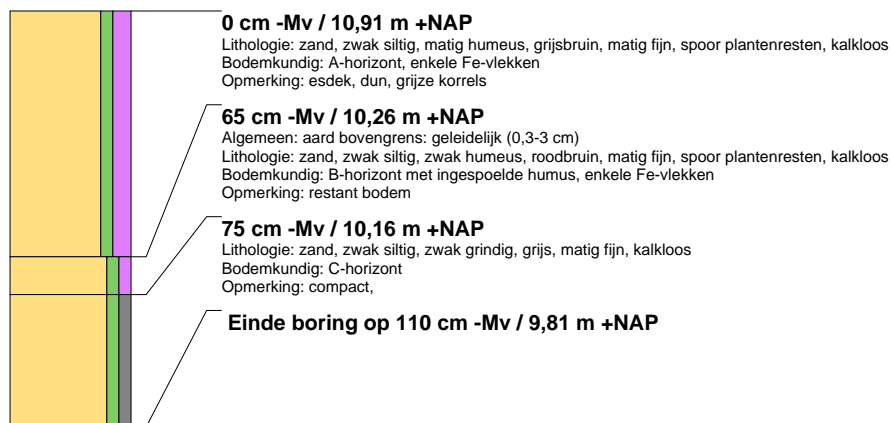 0 cm -Mv / 10,91 m +NAP
Lithologie: zand, zwak siltig, matig humeus, grijsbruin, matig fijn, spoor plantenresten, kalkloos
Bodemkundig: A-horizont, enkele Fe-vlekken
Opmerking: esdek, dun, grijze korrels
65 cm -Mv / 10,26 m +NAP
Algemeen: aard bovengrens: geleidelijk (0,3-3 cm)
Lithologie: zand, zwak siltig, zwak humeus, roodbruin, matig fijn, spoor plantenresten, kalkloos
Bodemkundig: B-horizont met ingespoelde humus, enkele Fe-vlekken
Opmerking: restant bodem
75 cm -Mv / 10,16 m +NAP
Lithologie: zand, zwak siltig, zwak grindig, grijs, matig fijn, kalkloos
Bodemkundig: C-horizont
Opmerking: compact,
Einde boring op 110 cm -Mv / 9,81 m +NAP